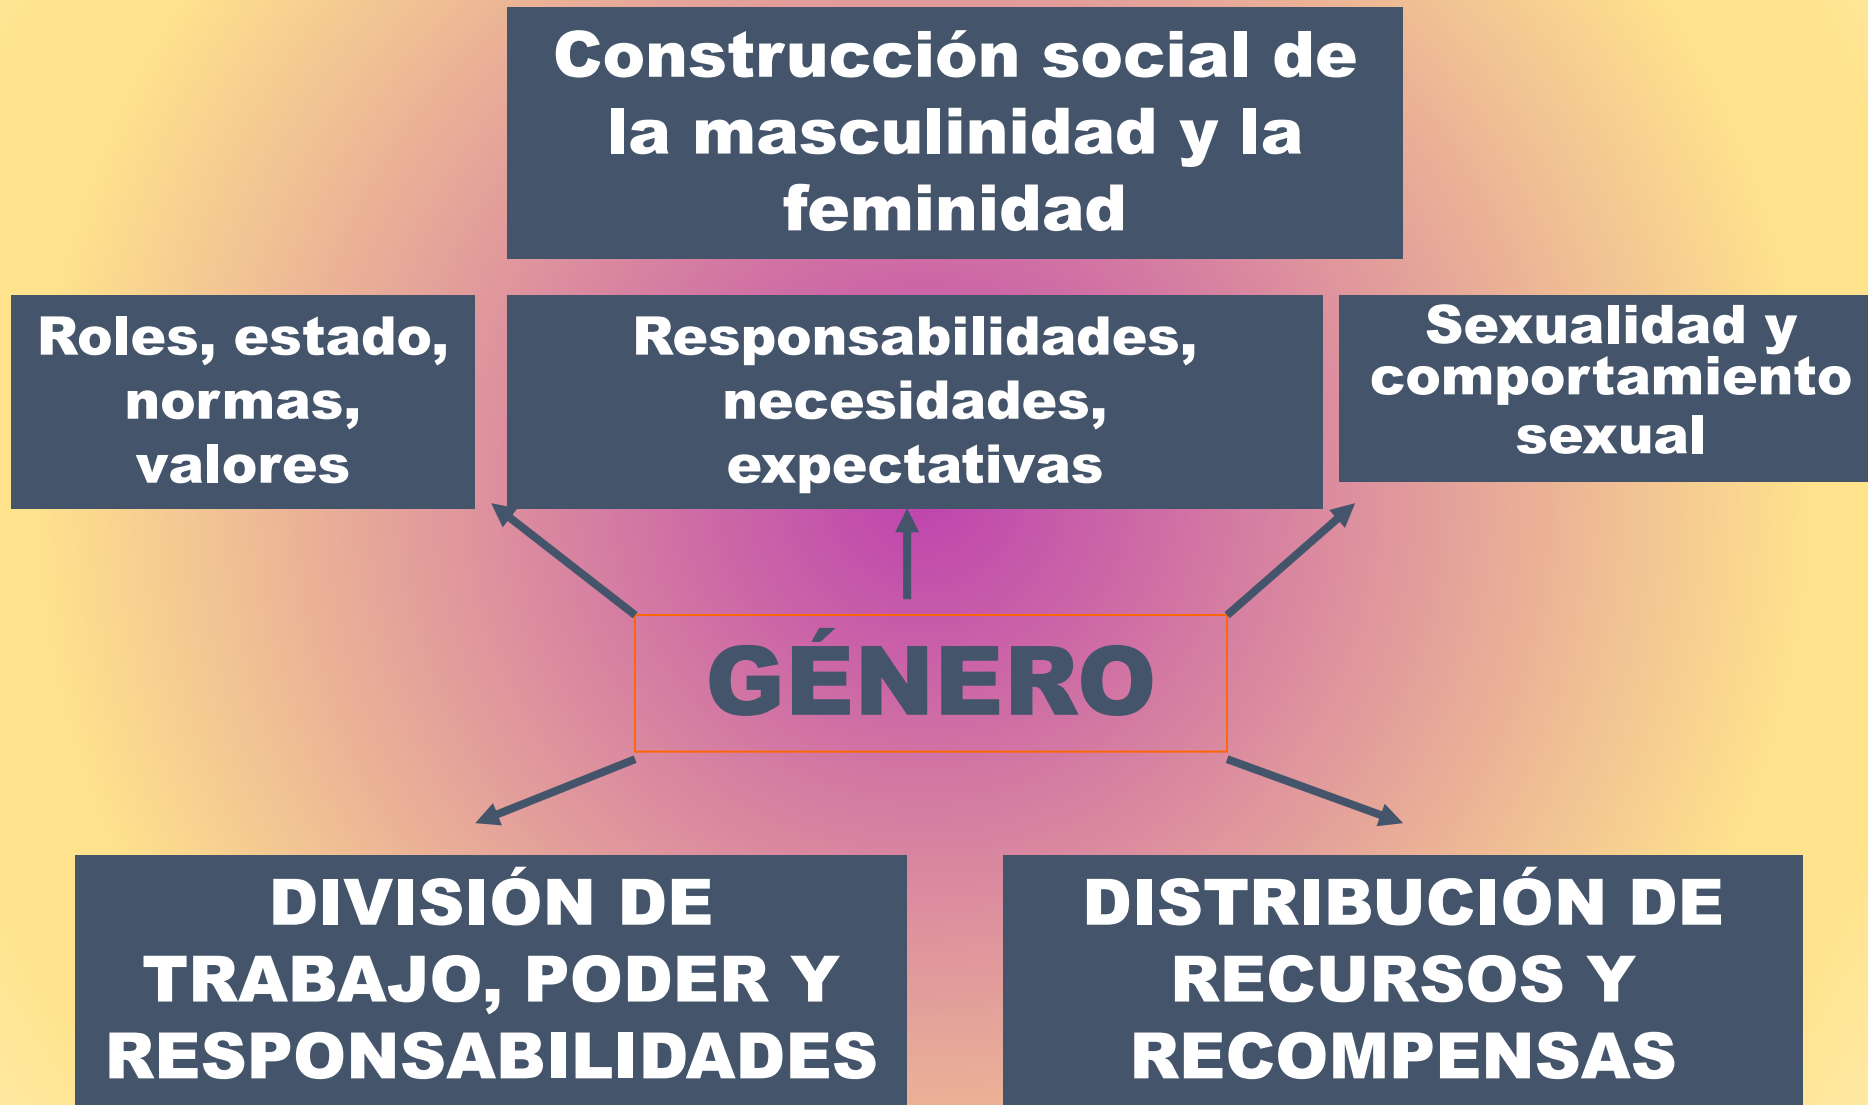 Construcción social de
la masculinidad y la
feminidad
Roles, estado,
normas,
valores
Responsabilidades,
necesidades,
expectativas
Sexualidad y
comportamiento
sexual
GÉNERO
DIVISIÓN DE
TRABAJO, PODER Y
RESPONSABILIDADES
DISTRIBUCIÓN DE
RECURSOS Y
RECOMPENSAS